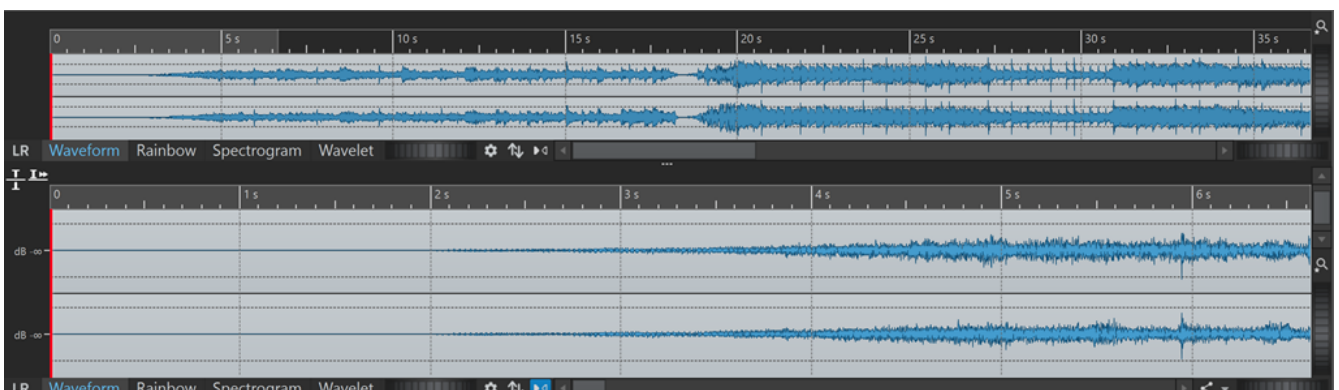 0 5 s 10 s 15 s 20 s 25 s 30 s 35 s
LR Waveform Rainbow Spectrogram Wavelet
0 1 s 2 s 3 s 4 s 5 s 6 s
dB -∞
dB -∞
LR Waveform Rainbow Spectrogram Wavelet